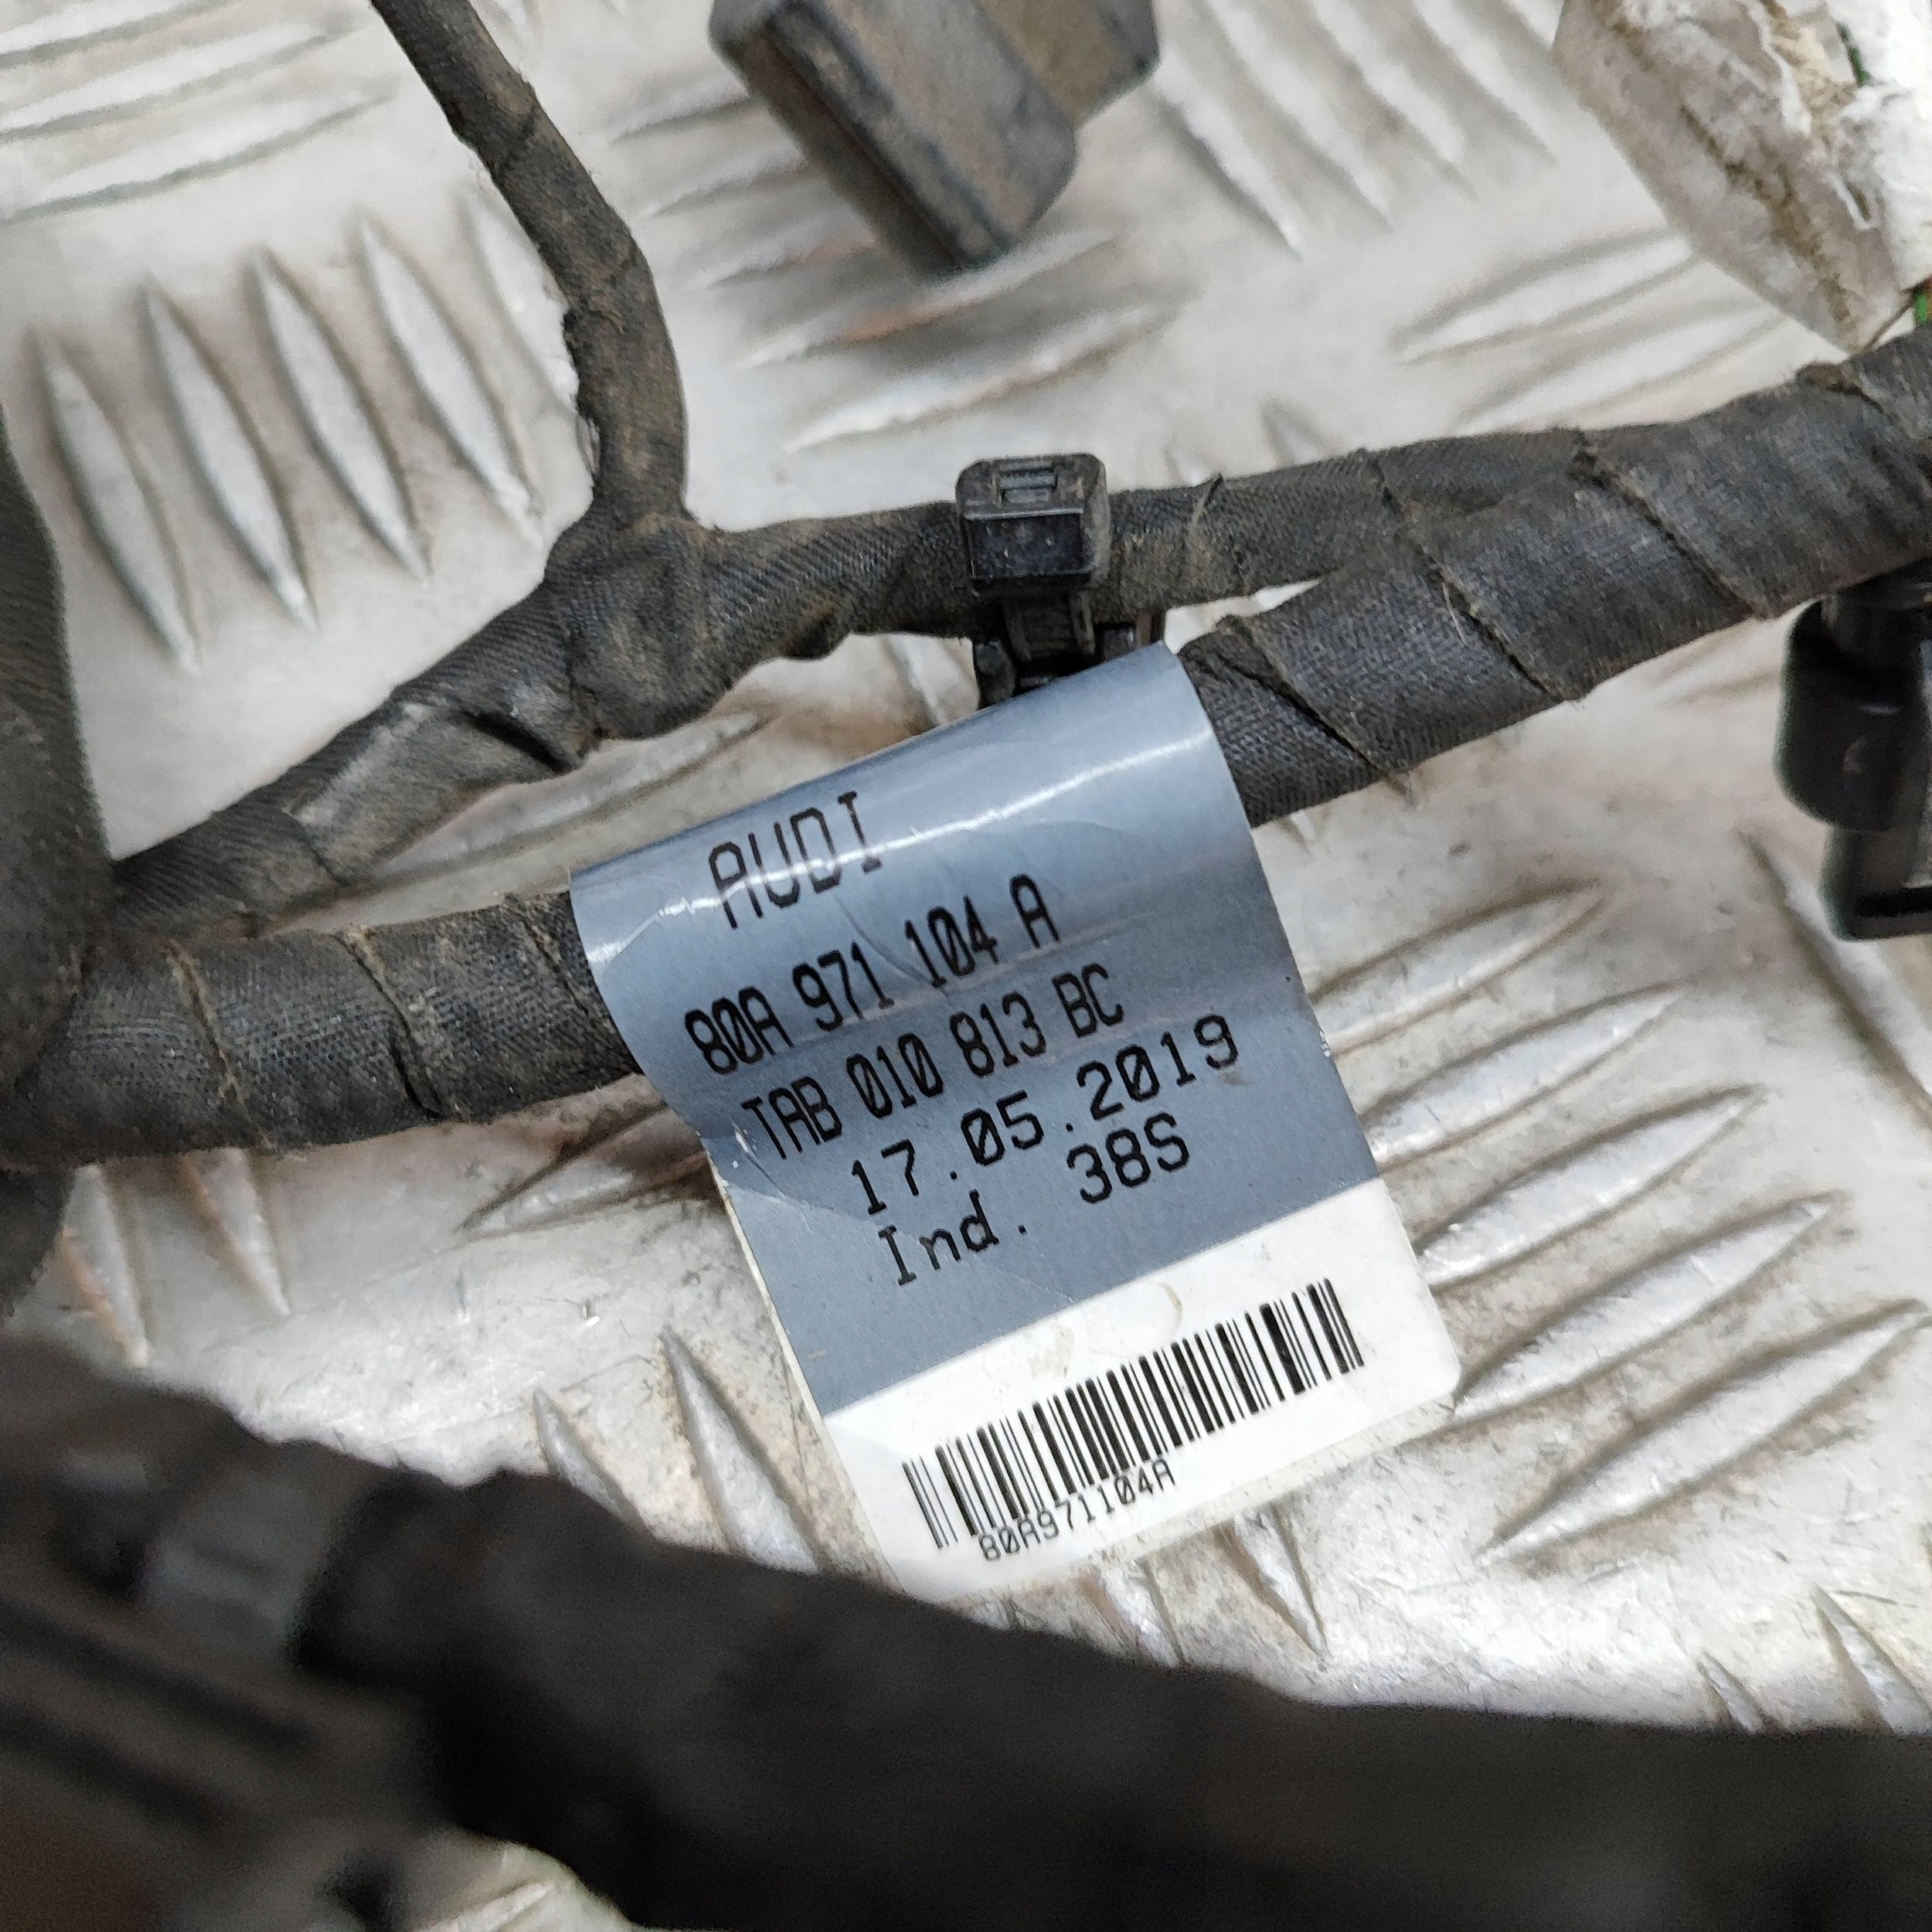 AUDI
80A 971 104 A
TAB 010 813 BC
17.05.2019
Ind. 38S
80A971104A